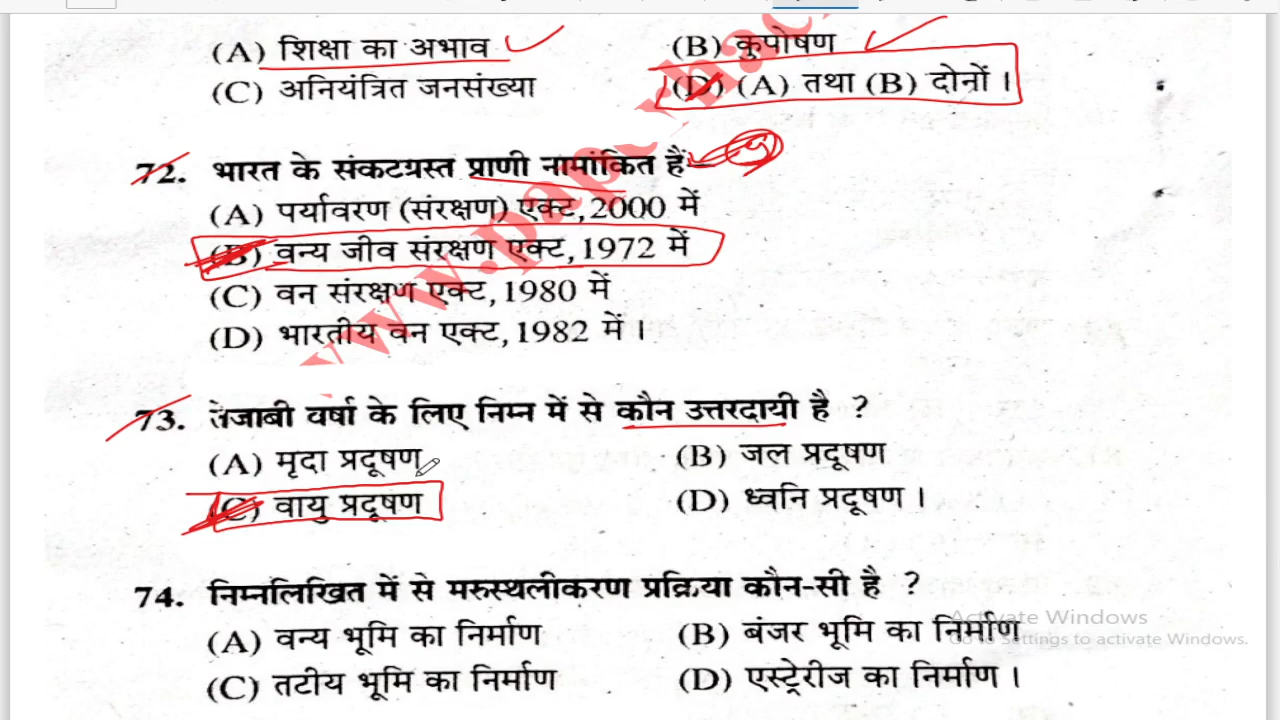 (A) शिक्षा का अभाव (B) कुपोषण
(C) अनियंत्रित जनसंख्या (D) (A) तथा (B) दोनों ।
72. भारत के संकटग्रस्त प्राणी नामांकित हैं—
(A) पर्यावरण (संरक्षण) एक्ट, 2000 में
(B) वन्य जीव संरक्षण एक्ट, 1972 में
(C) वन संरक्षण एक्ट, 1980 में
(D) भारतीय वन एक्ट, 1982 में ।
73. तेजाबी वर्षा के लिए निम्न में से कौन उत्तरदायी है ?
(A) मृदा प्रदूषण (B) जल प्रदूषण
(C) वायु प्रदूषण (D) ध्वनि प्रदूषण ।
74. निम्नलिखित में से मरुस्थलीकरण प्रक्रिया कौन-सी है ?
(A) वन्य भूमि का निर्माण (B) बंजर भूमि का निर्माण
(C) तटीय भूमि का निर्माण (D) एस्ट्रेरीज का निर्माण ।
Activate Windows
Go to Settings to activate Windows.